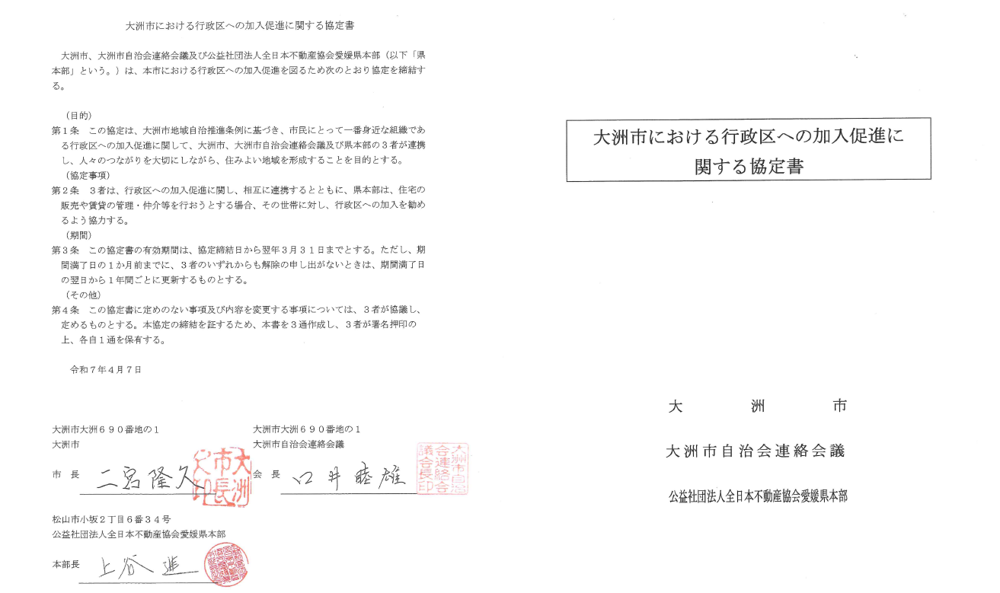 大洲市における行政区への加入促進に関する協定書
大洲市、大洲市自治会連絡会議及び公益社団法人全日本不動産協会愛媛県本部（以下「県
本部」という。）は、本市における行政区への加入促進を図るため次のとおり協定を締結す
る。
（目的）
第１条　この協定は、大洲市地域自治推進条例に基づき、市民にとって一番身近な組織であ
る行政区への加入促進に関して、大洲市、大洲市自治会連絡会議及び県本部の３者が連携
し、人々のつながりを大切にしながら、住みよい地域を形成することを目的とする。
（協定事項）
第２条　３者は、行政区への加入促進に関し、相互に連携するとともに、県本部は、住宅の
販売や賃貸の管理・仲介等を行おうとする場合、その世帯に対し、行政区への加入を勧め
るよう協力する。
（期間）
第３条　この協定書の有効期間は、協定締結日から翌年３月３１日までとする。ただし、期
間満了日の１か月前までに、３者のいずれからも解除の申し出がないときは、期間満了日
の翌日から１年間ごとに更新するものとする。
（その他）
第４条　この協定書に定めのない事項及び内容を変更する事項については、３者が協議し、
定めるものとする。本協定の締結を証するため、本書を３通作成し、３者が署名押印の
上、各自１通を保有する。
令和７年４月７日
大洲市大洲６９０番地の１
大洲市
市　長　二宮隆久
大洲市長之印
大洲市大洲６９０番地の１
大洲市自治会連絡会議
会　長　口井睦雄
大洲市自治会連絡会議会長印
松山市小坂２丁目６番３４号
公益社団法人全日本不動産協会愛媛県本部
本部長　上谷進
大洲市における行政区への加入促進に
関する協定書
大　洲　市
大洲市自治会連絡会議
公益社団法人全日本不動産協会愛媛県本部